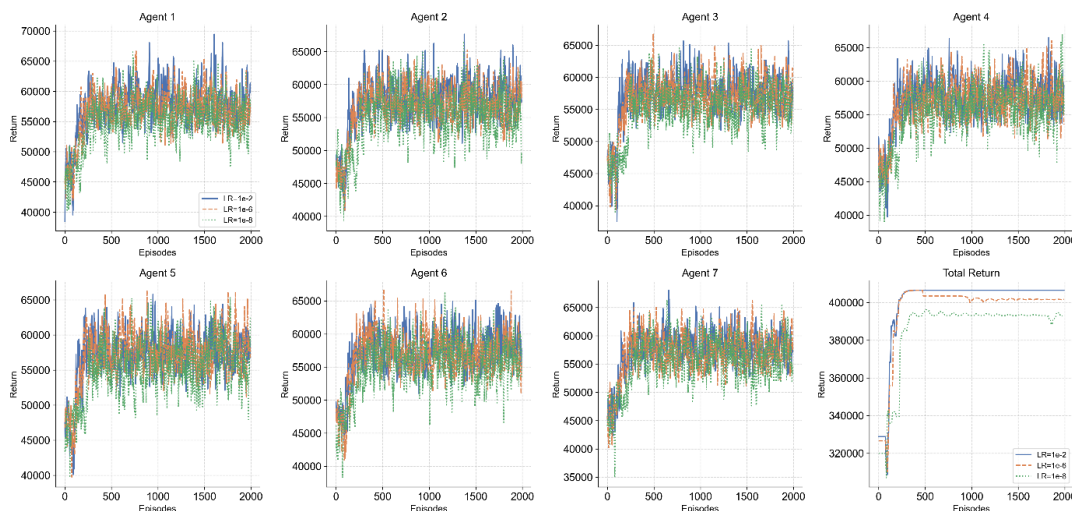 Agent 1
70000
65000
60000
55000
50000
45000
40000
Return
0 500 1000 1500 2000
Episodes
LR=1e-2
LR=1e-6
LR=1e-8
Agent 2
65000
60000
55000
50000
45000
40000
Return
0 500 1000 1500 2000
Episodes
Agent 3
65000
60000
55000
50000
45000
40000
Return
0 500 1000 1500 2000
Episodes
Agent 4
65000
60000
55000
50000
45000
40000
Return
0 500 1000 1500 2000
Episodes
Agent 5
65000
60000
55000
50000
45000
40000
Return
0 500 1000 1500 2000
Episodes
Agent 6
65000
60000
55000
50000
45000
40000
Return
0 500 1000 1500 2000
Episodes
Agent 7
65000
60000
55000
50000
45000
40000
35000
Return
0 500 1000 1500 2000
Episodes
Total Return
400000
380000
360000
340000
320000
Return
0 500 1000 1500 2000
Episodes
LR=1e-2
LR=1e-6
LR=1e-8